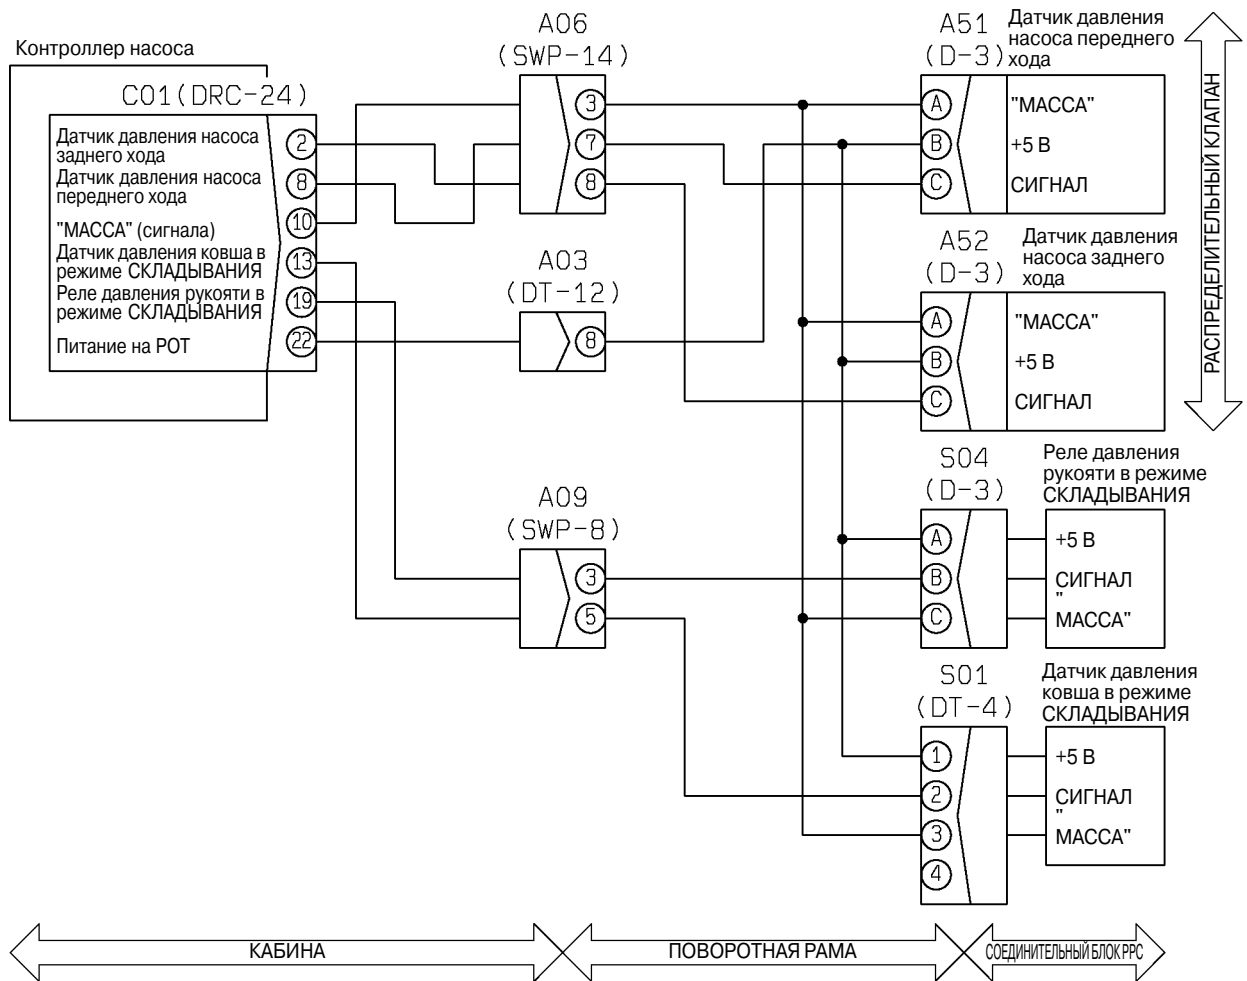 Контроллер насоса
C01(DRC-24)
Датчик давления насоса
заднего хода
2
Датчик давления насоса
переднего хода
8
"МАССА" (сигнала)
10
Датчик давления ковша в
режиме СКЛАДЫВАНИЯ
13
Реле давления рукояти в
режиме СКЛАДЫВАНИЯ
19
Питание на POT
22
A06
(SWP-14)
3
7
8
A03
(DT-12)
8
A09
(SWP-8)
3
5
A51
(D-3)
Датчик давления
насоса переднего
хода
A
"МАССА"
B
+5 В
C
СИГНАЛ
A52
(D-3)
Датчик давления
насоса заднего
хода
A
"МАССА"
B
+5 В
C
СИГНАЛ
РАСПРЕДЕЛИТЕЛЬНЫЙ КЛАПАН
S04
(D-3)
Реле давления
рукояти в режиме
СКЛАДЫВАНИЯ
A
+5 В
B
СИГНАЛ
"
C
МАССА"
S01
(DT-4)
Датчик давления
ковша в режиме
СКЛАДЫВАНИЯ
1
+5 В
2
СИГНАЛ
"
3
МАССА"
4
КАБИНА
ПОВОРОТНАЯ РАМА
СОЕДИНИТЕЛЬНЫЙ БЛОК PPC